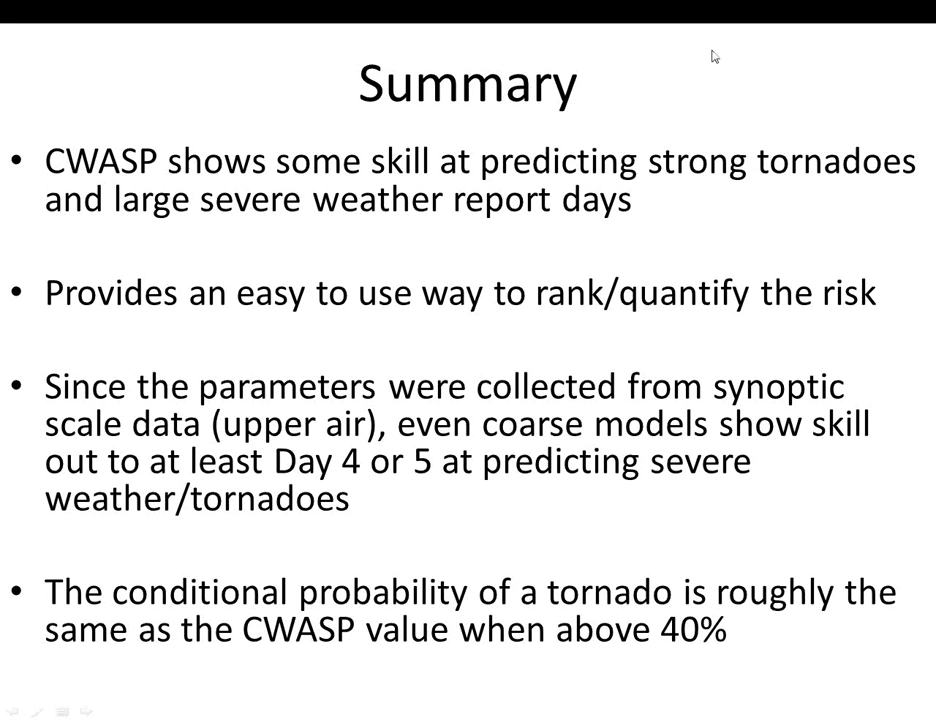 Summary
• CWASP shows some skill at predicting strong tornadoes
and large severe weather report days
• Provides an easy to use way to rank/quantify the risk
• Since the parameters were collected from synoptic
scale data (upper air), even coarse models show skill
out to at least Day 4 or 5 at predicting severe
weather/tornadoes
• The conditional probability of a tornado is roughly the
same as the CWASP value when above 40%